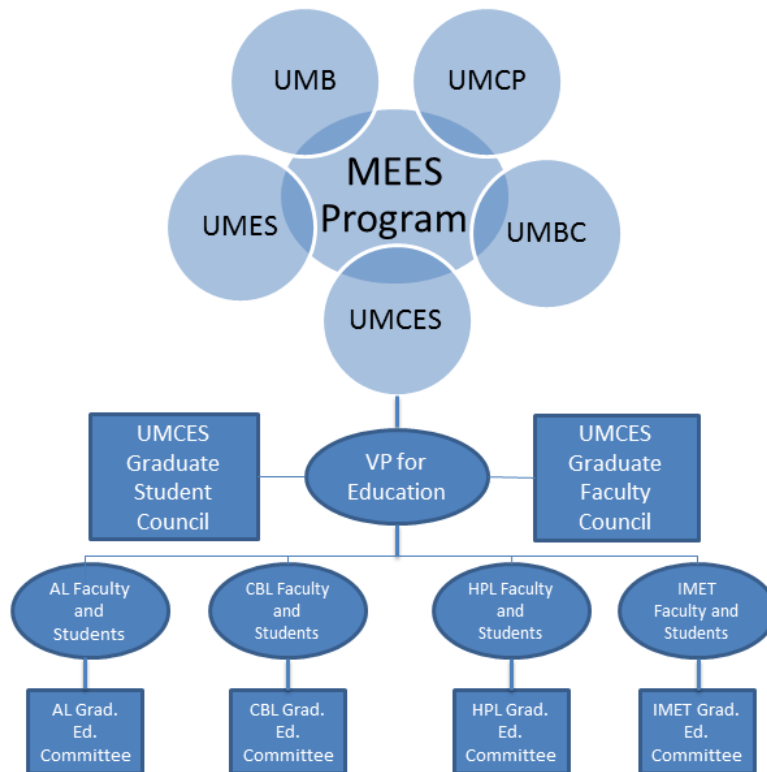 UMB
UMCP
MEES
Program
UMES
UMBC
UMCES
UMCES
Graduate
Student
Council
VP for
Education
UMCES
Graduate
Faculty
Council
AL Faculty
and
Students
CBL Faculty
and
Students
HPL Faculty
and
Students
IMET
Faculty and
Students
AL Grad.
Ed.
Committee
CBL Grad.
Ed.
Committee
HPL Grad.
Ed.
Committee
IMET Grad.
Ed.
Committee